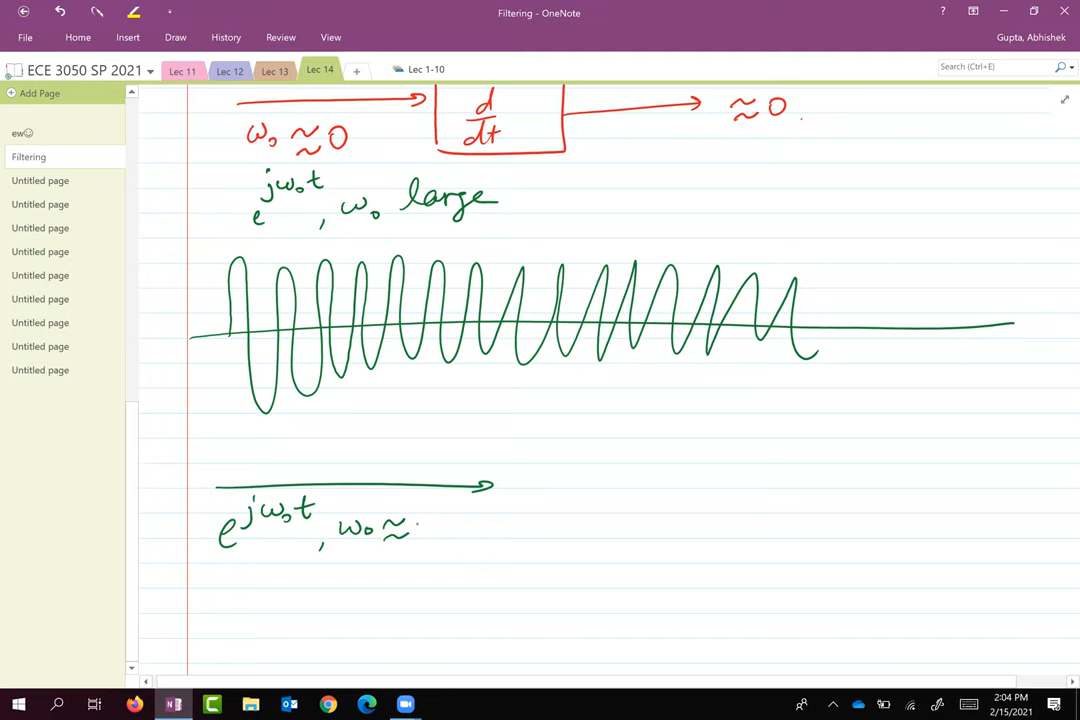 Filtering - OneNote
?
File Home Insert Draw History Review View
Gupta, Abhishek
ECE 3050 SP 2021
Lec 11 Lec 12 Lec 13 Lec 14 + Lec 1-10
Search (Ctrl+E)
Add Page
ew☺
Filtering
Untitled page
Untitled page
Untitled page
Untitled page
Untitled page
Untitled page
Untitled page
Untitled page
Untitled page
d/dt
ω₀ ≈ 0
≈ 0.
e^{jω₀t}, ω₀ large
e^{jω₀t}, ω₀ ≈
2:04 PM
2/15/2021